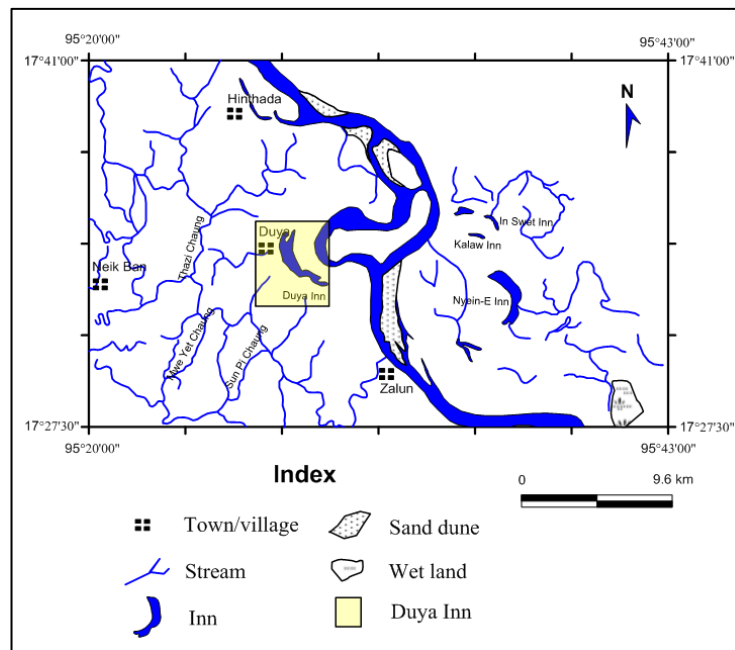 95°20'00"
95°43'00"
17°41'00"
17°41'00"
Hinthada
N
In Swet Inn
Kalaw Inn
Thazi Chaung
Duya
Neik Ban
Duya Inn
Nyein-E Inn
Mwe Yet Chaung
Sun Pi Chaung
Zalun
17°27'30"
17°27'30"
95°20'00"
95°43'00"
Index
0 9.6 km
Town/village
Sand dune
Stream
Wet land
Inn
Duya Inn